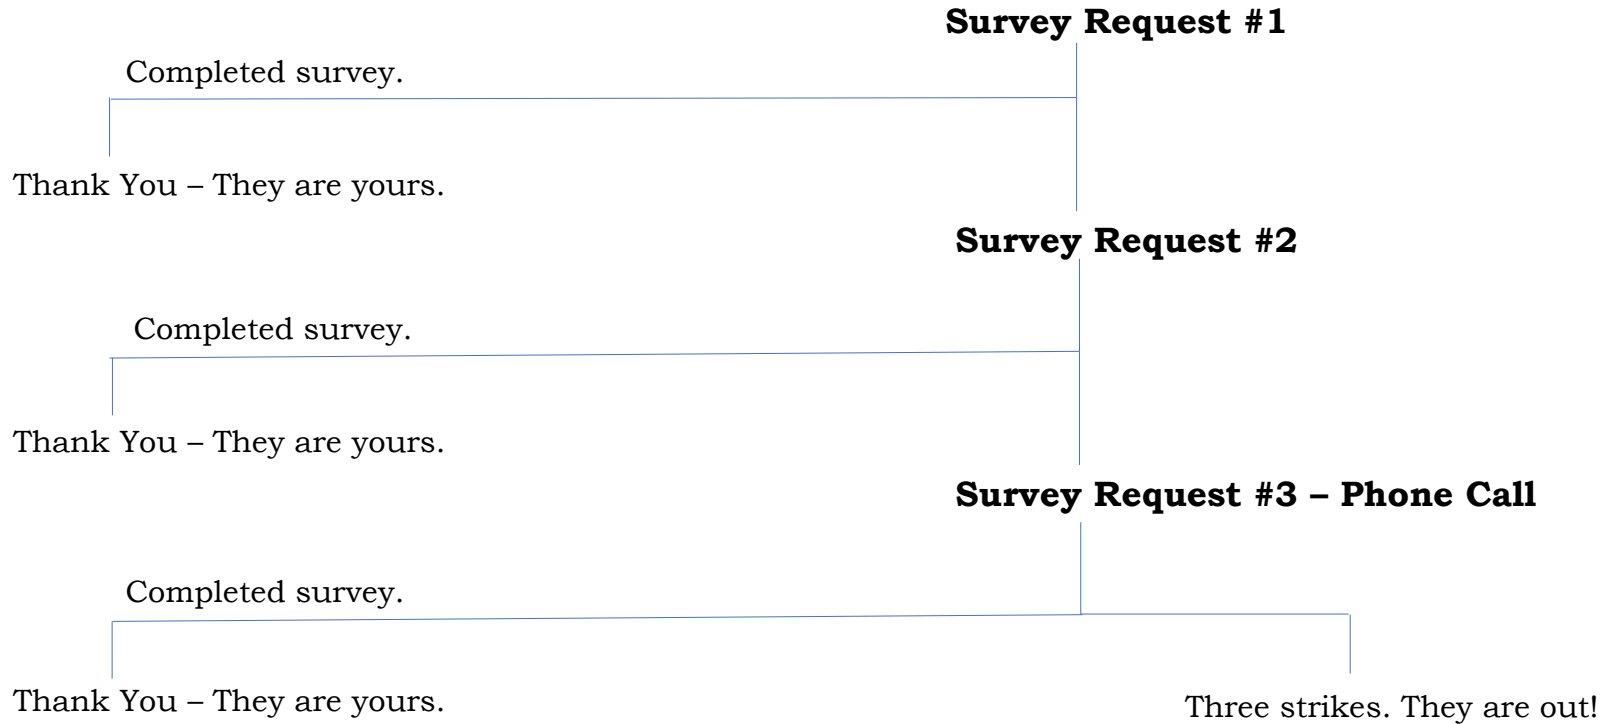 Survey Request #1
Completed survey.
Thank You – They are yours.
Survey Request #2
Completed survey.
Thank You – They are yours.
Survey Request #3 – Phone Call
Completed survey.
Thank You – They are yours.
Three strikes. They are out!